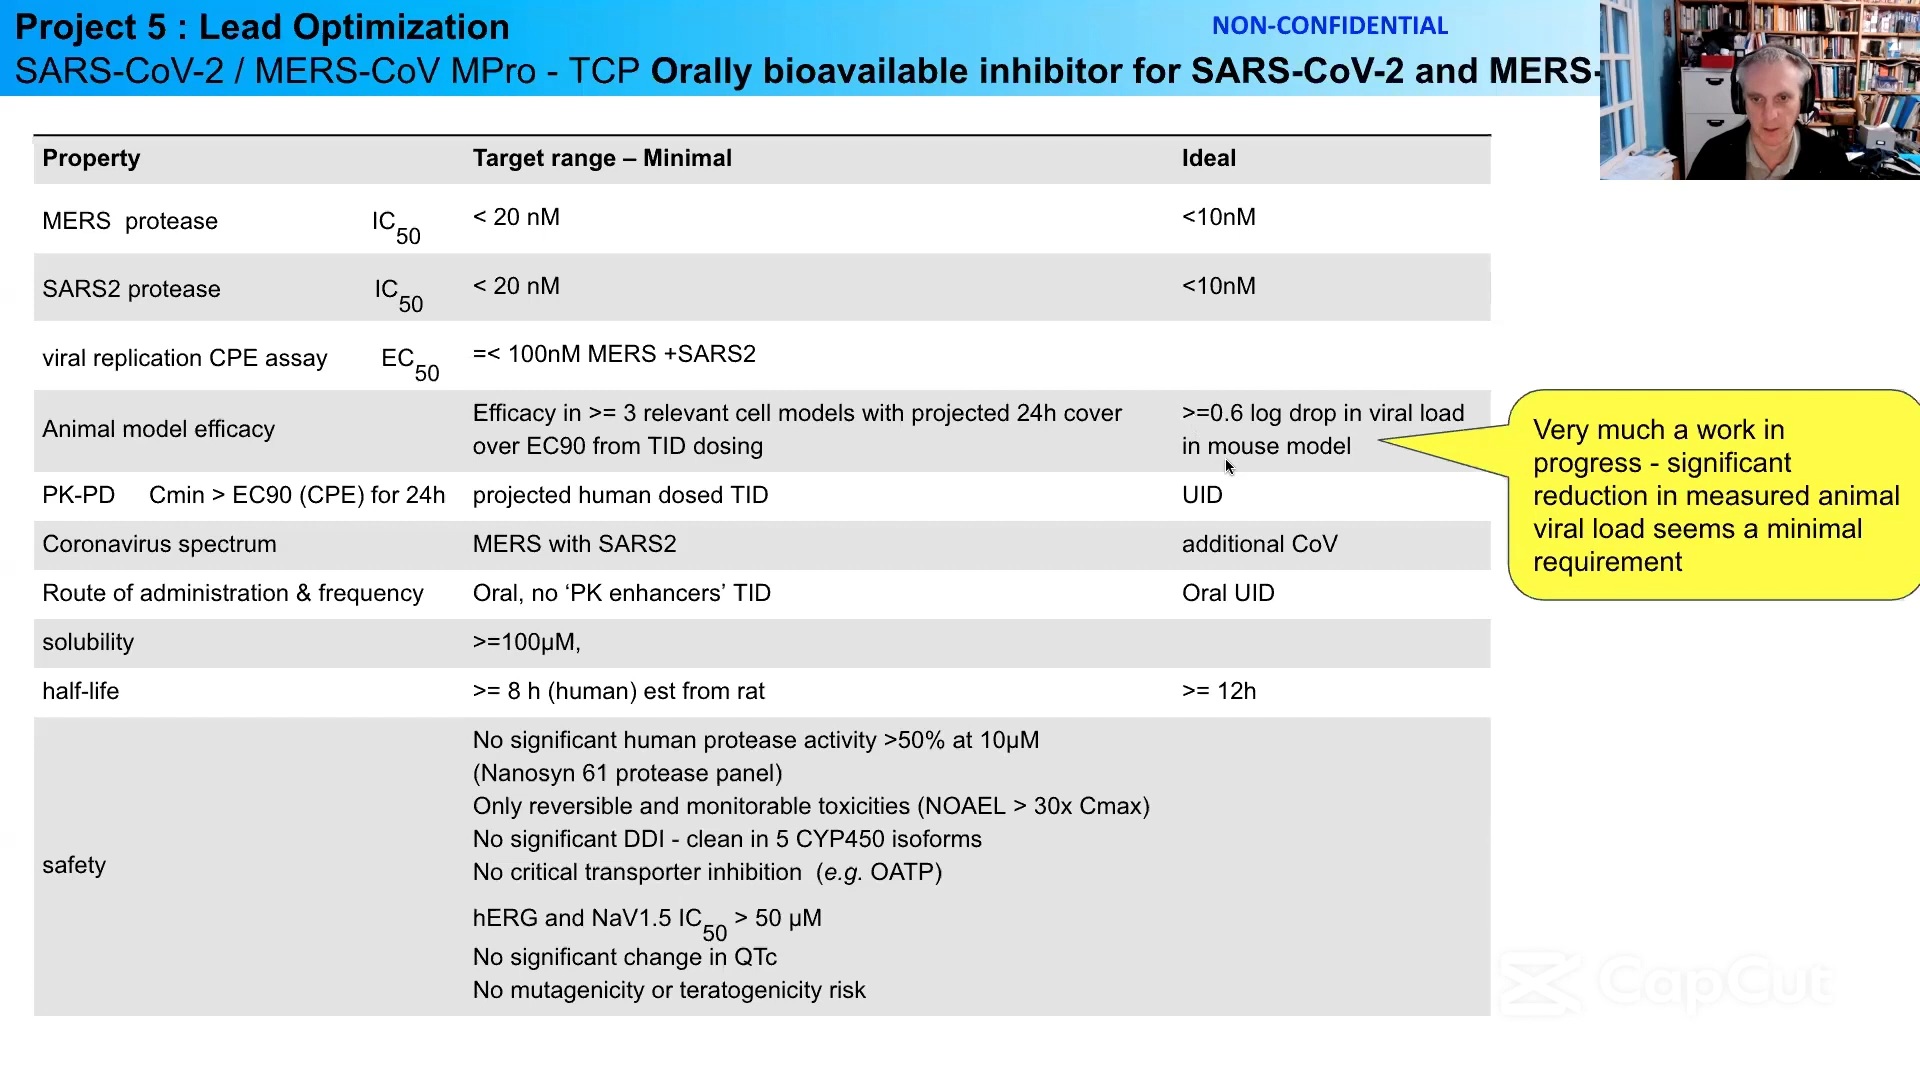 Project 5 : Lead Optimization
NON-CONFIDENTIAL
SARS-CoV-2 / MERS-CoV MPro - TCP Orally bioavailable inhibitor for SARS-CoV-2 and MERS-
Property Target range – Minimal Ideal
MERS protease IC50 < 20 nM <10nM
SARS2 protease IC50 < 20 nM <10nM
viral replication CPE assay EC50 =< 100nM MERS +SARS2
Animal model efficacy
Efficacy in >= 3 relevant cell models with projected 24h cover
over EC90 from TID dosing
>=0.6 log drop in viral load
in mouse model
PK-PD Cmin > EC90 (CPE) for 24h projected human dosed TID UID
Coronavirus spectrum MERS with SARS2 additional CoV
Route of administration & frequency Oral, no ‘PK enhancers’ TID Oral UID
solubility >=100µM,
half-life >= 8 h (human) est from rat >= 12h
safety
No significant human protease activity >50% at 10µM
(Nanosyn 61 protease panel)
Only reversible and monitorable toxicities (NOAEL > 30x Cmax)
No significant DDI - clean in 5 CYP450 isoforms
No critical transporter inhibition (e.g. OATP)
hERG and NaV1.5 IC50 > 50 µM
No significant change in QTc
No mutagenicity or teratogenicity risk
Very much a work in
progress - significant
reduction in measured animal
viral load seems a minimal
requirement
CapCut